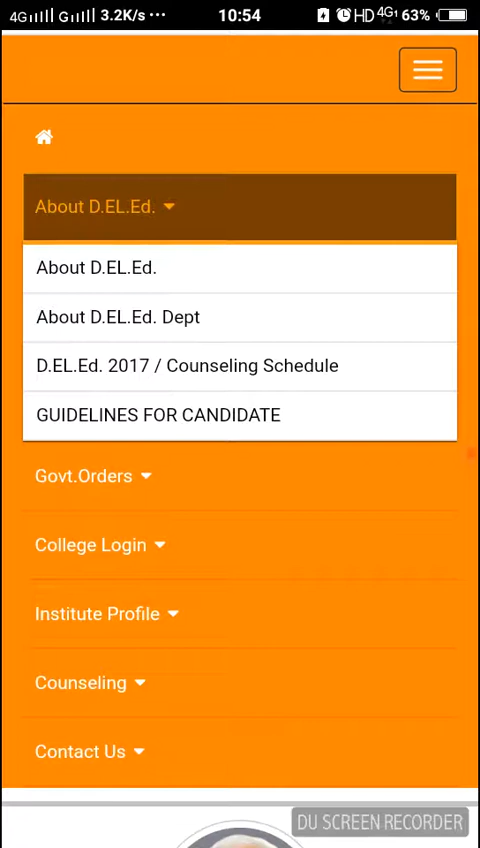 4G G 3.2K/s ··· 10:54 HD 4G 63%
About D.EL.Ed.
About D.EL.Ed.
About D.EL.Ed. Dept
D.EL.Ed. 2017 / Counseling Schedule
GUIDELINES FOR CANDIDATE
Govt.Orders
College Login
Institute Profile
Counseling
Contact Us
DU SCREEN RECORDER